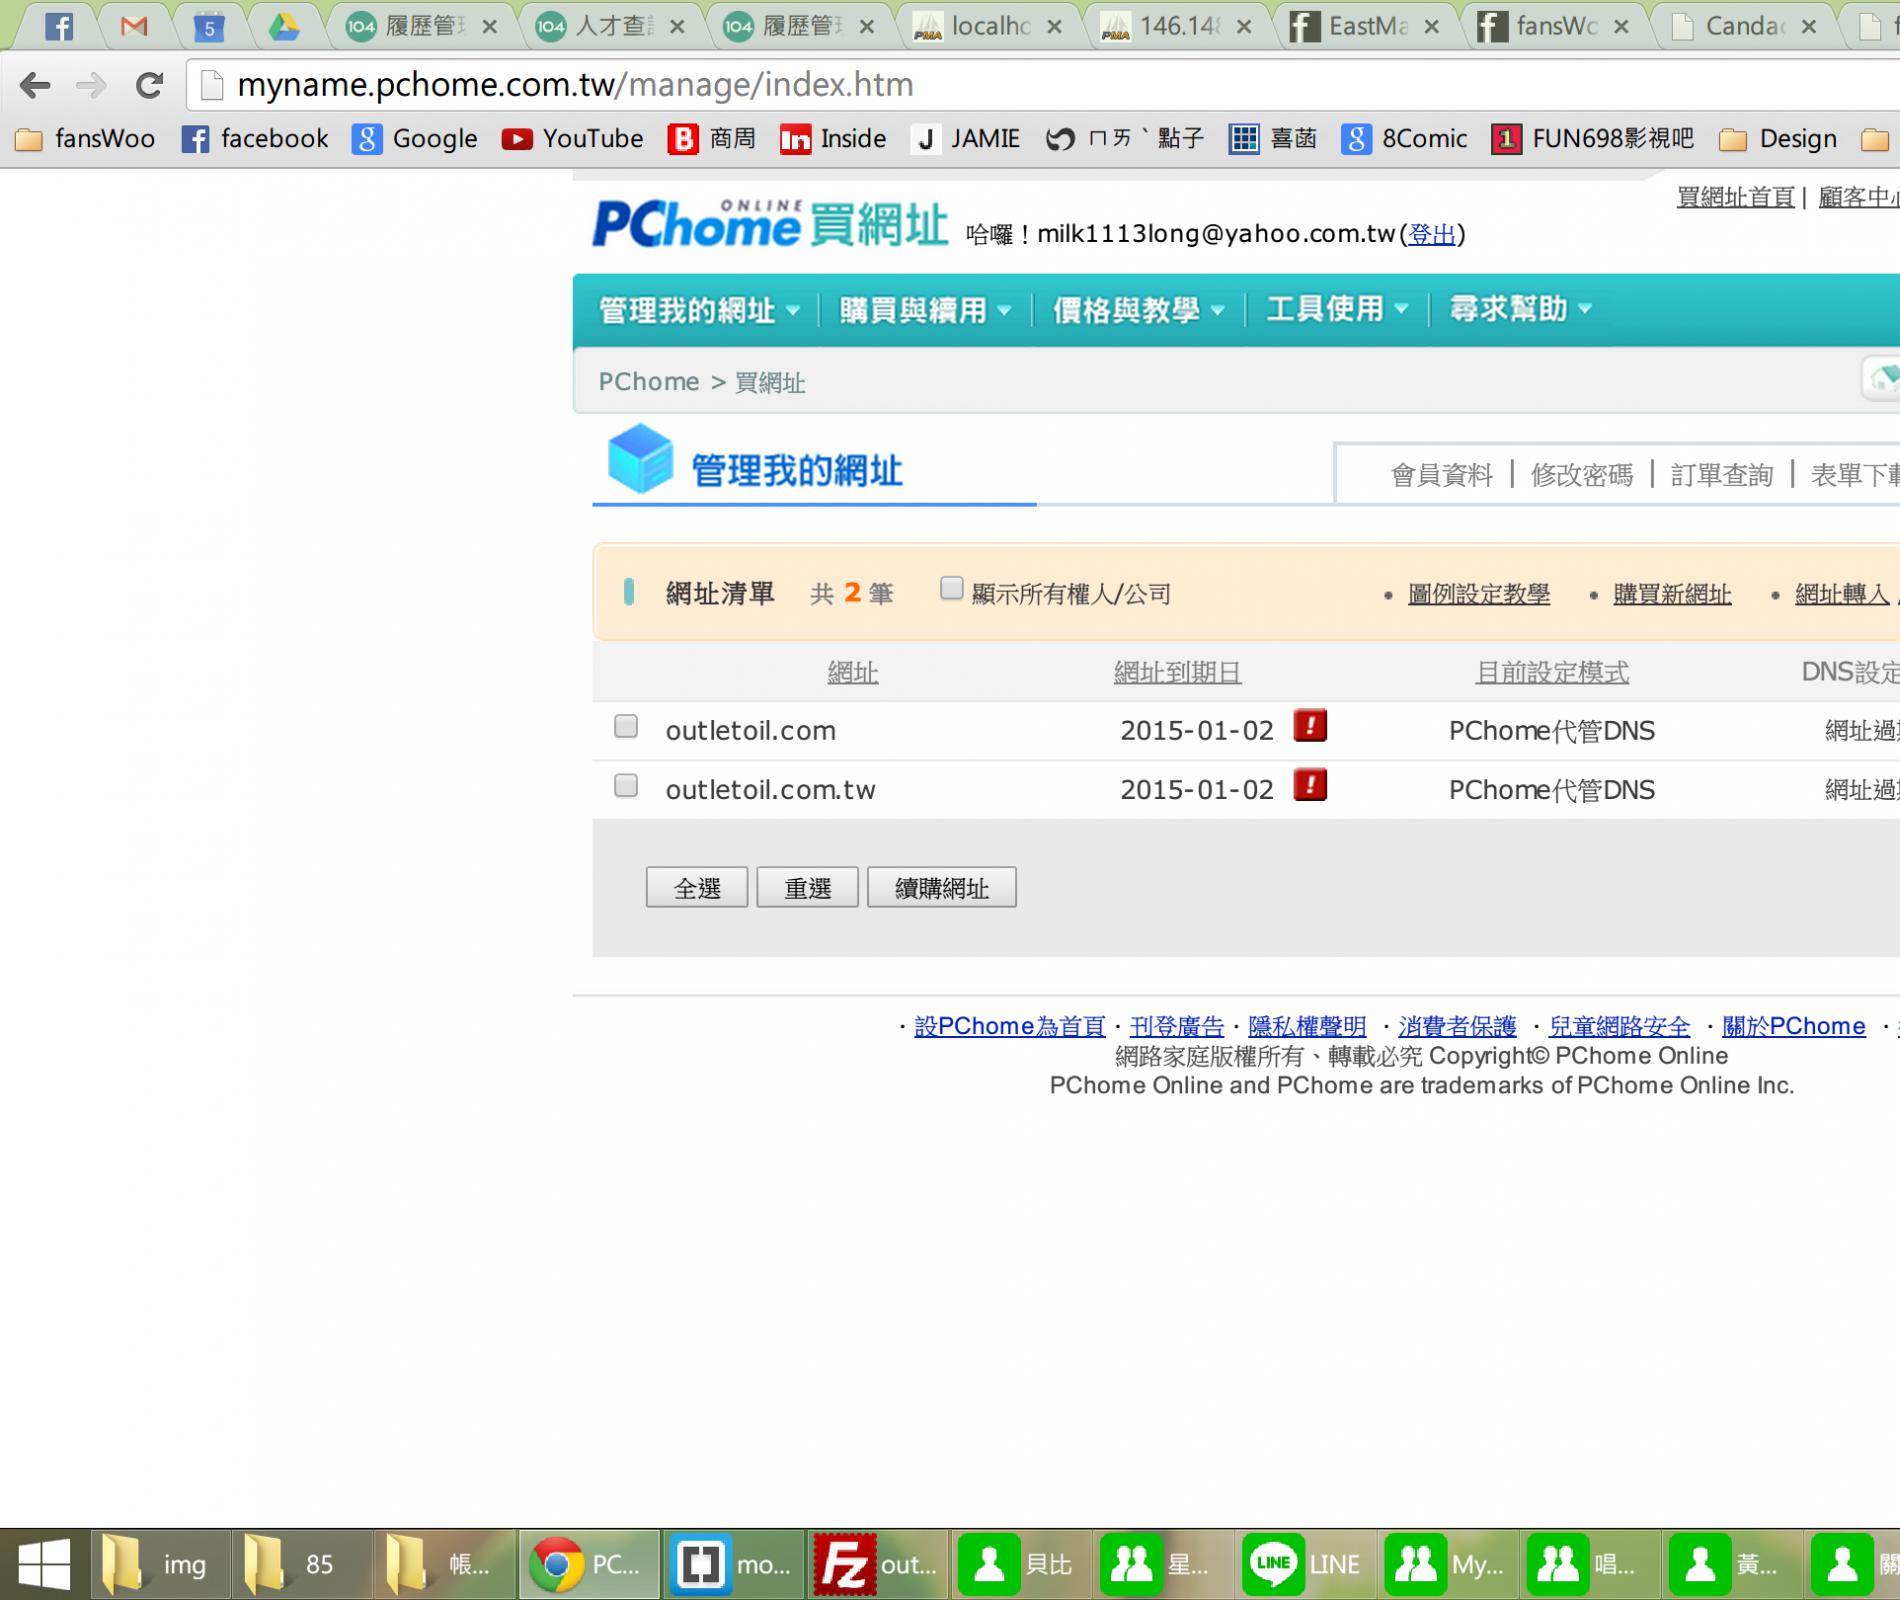 5
104 履歷管
104 人才查
104 履歷管
PMA localho
PMA 146.148
EastMa
fansWo
Candac
myname.pchome.com.tw/manage/index.htm
fansWoo facebook Google YouTube 商周 Inside JAMIE ㄇㄞˋ點子 喜菡 8Comic FUN698影視吧 Design
買網址首頁 | 顧客中心
PChome ONLINE 買網址 哈囉！milk1113long@yahoo.com.tw(登出)
管理我的網址 購買與續用 價格與教學 工具使用 尋求幫助
PChome > 買網址
管理我的網址
會員資料 | 修改密碼 | 訂單查詢 | 表單下載
網址清單 共 2 筆 顯示所有權人/公司 • 圖例設定教學 • 購買新網址 • 網址轉入
網址 網址到期日 目前設定模式 DNS設定
outletoil.com 2015-01-02 ! PChome代管DNS 網址過
outletoil.com.tw 2015-01-02 ! PChome代管DNS 網址過
全選 重選 續購網址
· 設PChome為首頁 · 刊登廣告 · 隱私權聲明 · 消費者保護 · 兒童網路安全 · 關於PChome ·
網路家庭版權所有、轉載必究 Copyright© PChome Online
PChome Online and PChome are trademarks of PChome Online Inc.
img 85 帳... PC... mo... Fz out... 貝比 星... LINE LINE My... 唱... 黃... 關